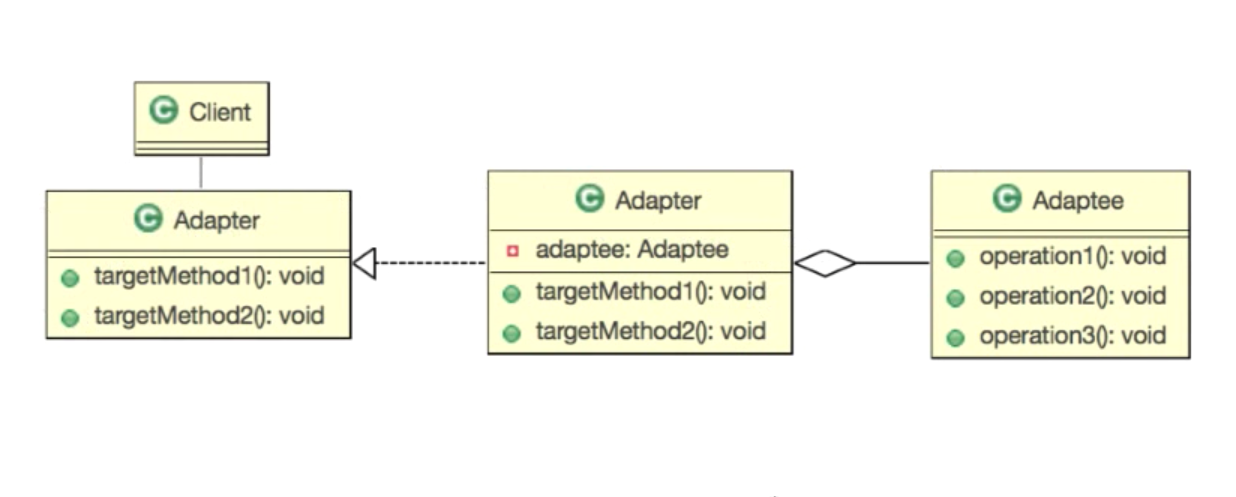 C Client
C Adapter
targetMethod1(): void
targetMethod2(): void
C Adapter
adaptee: Adaptee
targetMethod1(): void
targetMethod2(): void
C Adaptee
operation1(): void
operation2(): void
operation3(): void